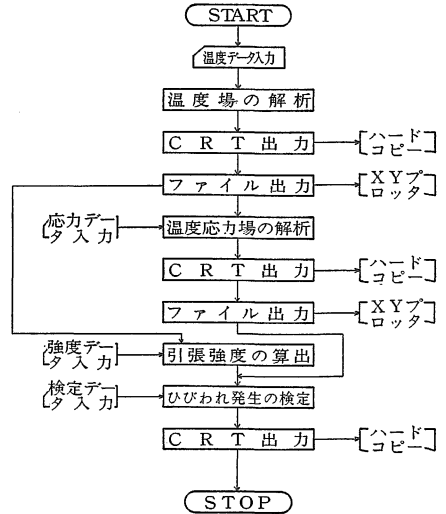 START
温度データ入力
温度場の解析
CRT出力
ハード
コピー
ファイル出力
XYプ
ロッタ
応力デー
タ入力
温度応力場の解析
CRT出力
ハード
コピー
ファイル出力
XYプ
ロッタ
強度デー
タ入力
引張強度の算出
検定デー
タ入力
ひびわれ発生の検定
CRT出力
ハード
コピー
STOP